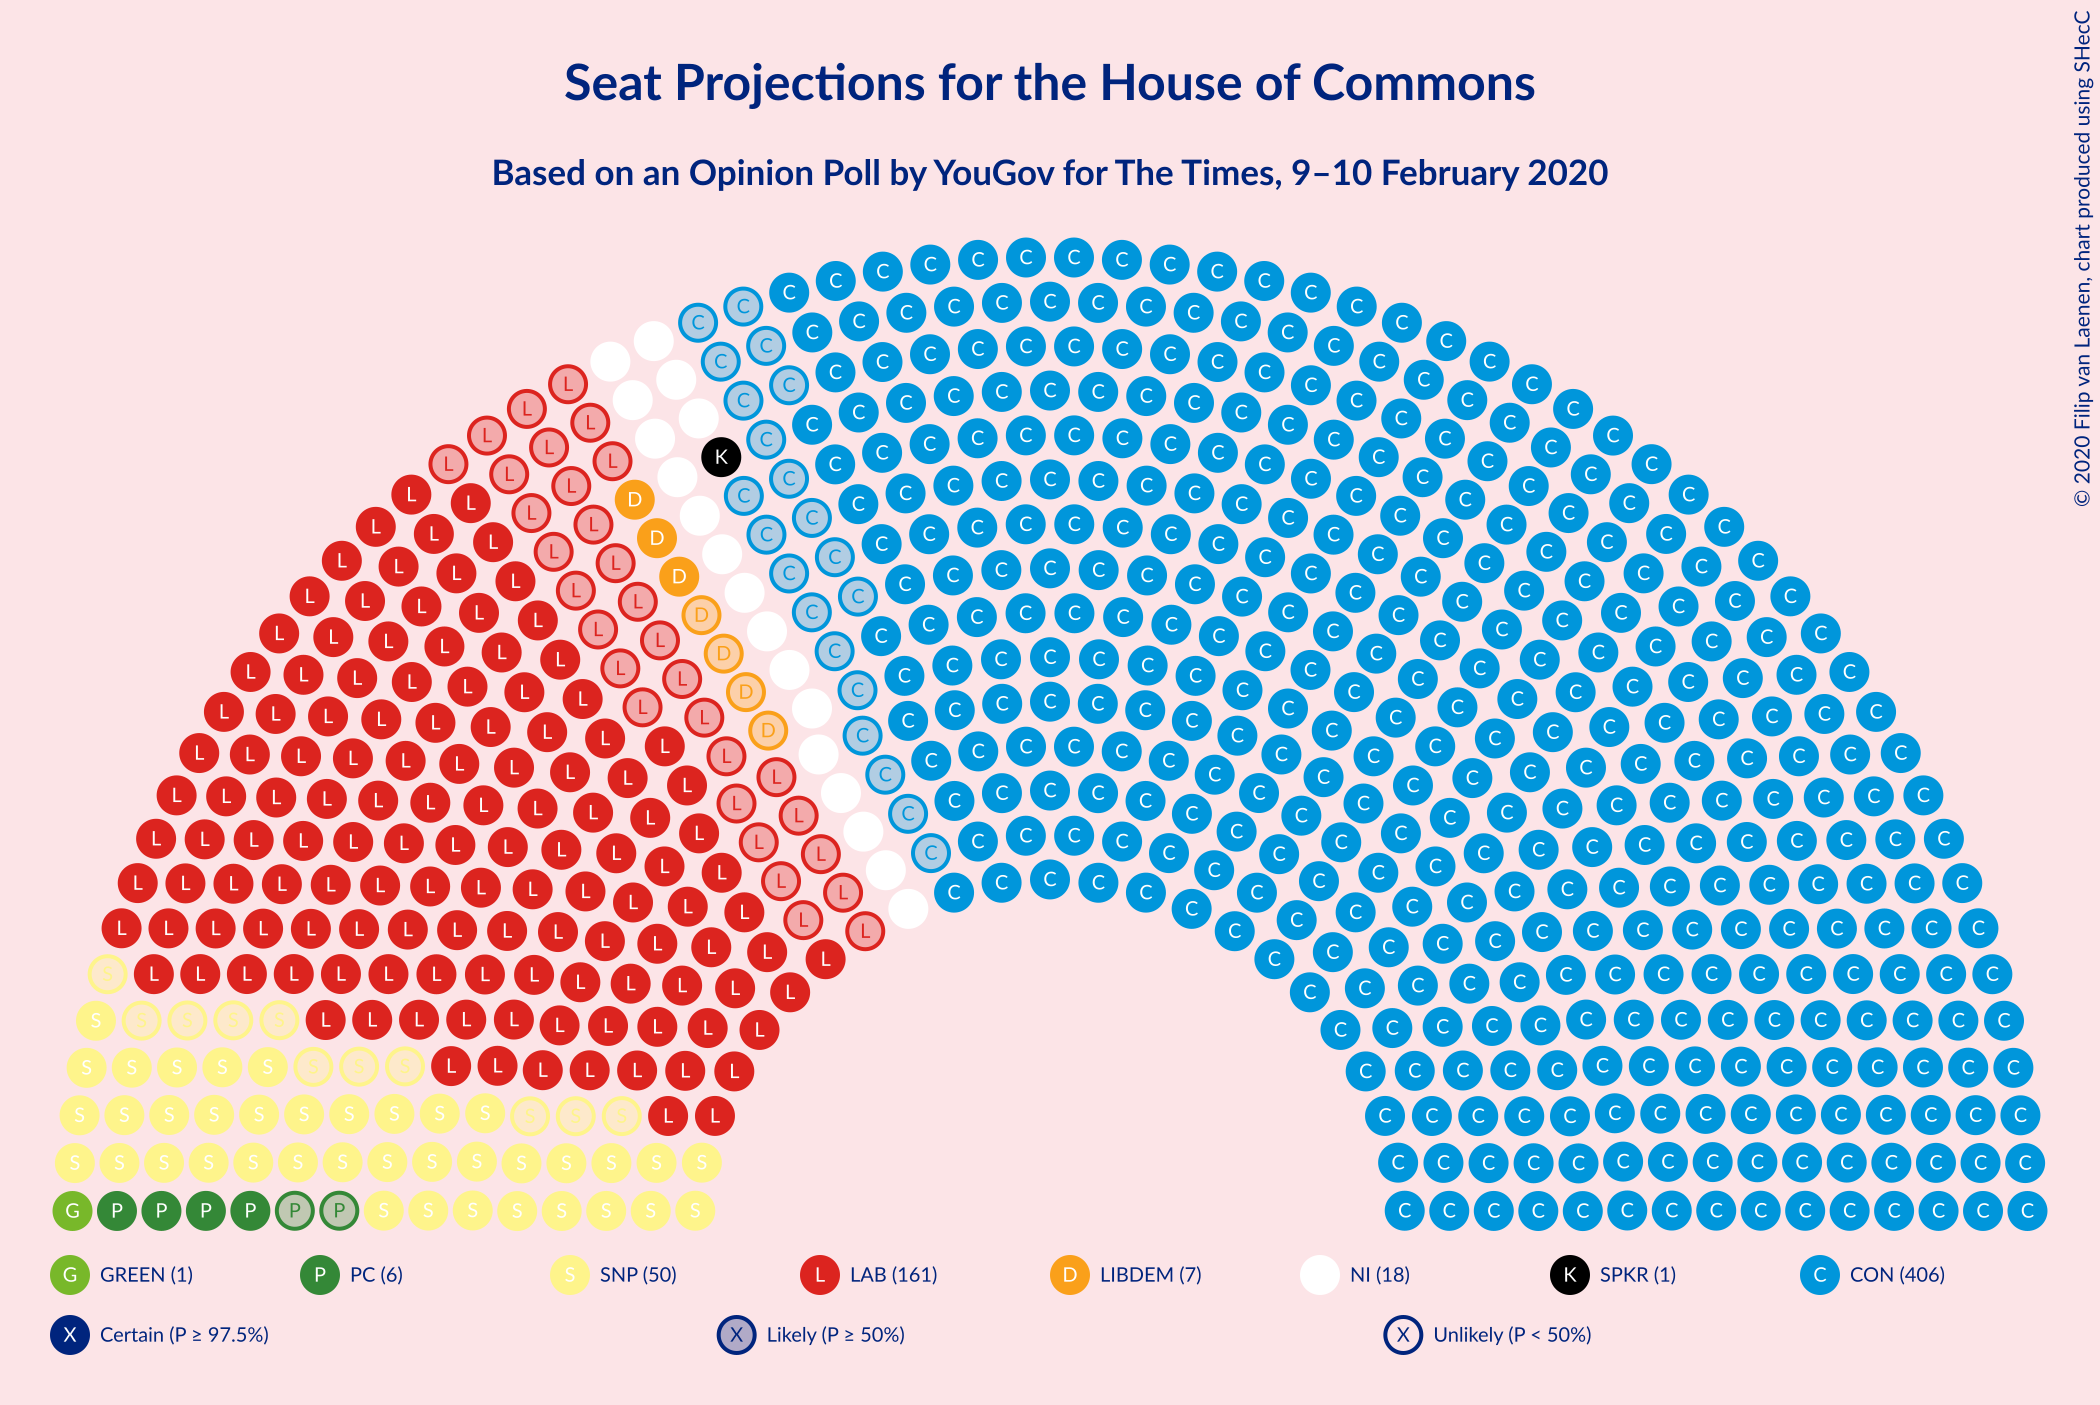 Seat Projections for the House of Commons
Based on an Opinion Poll by YouGov for The Times, 9–10 February 2020
© 2020 Filip van Laenen, chart produced using SHecC
G GREEN (1)
P PC (6)
S SNP (50)
L LAB (161)
D LIBDEM (7)
NI (18)
K SPKR (1)
C CON (406)
X Certain (P ≥ 97.5%)
X Likely (P ≥ 50%)
X Unlikely (P < 50%)